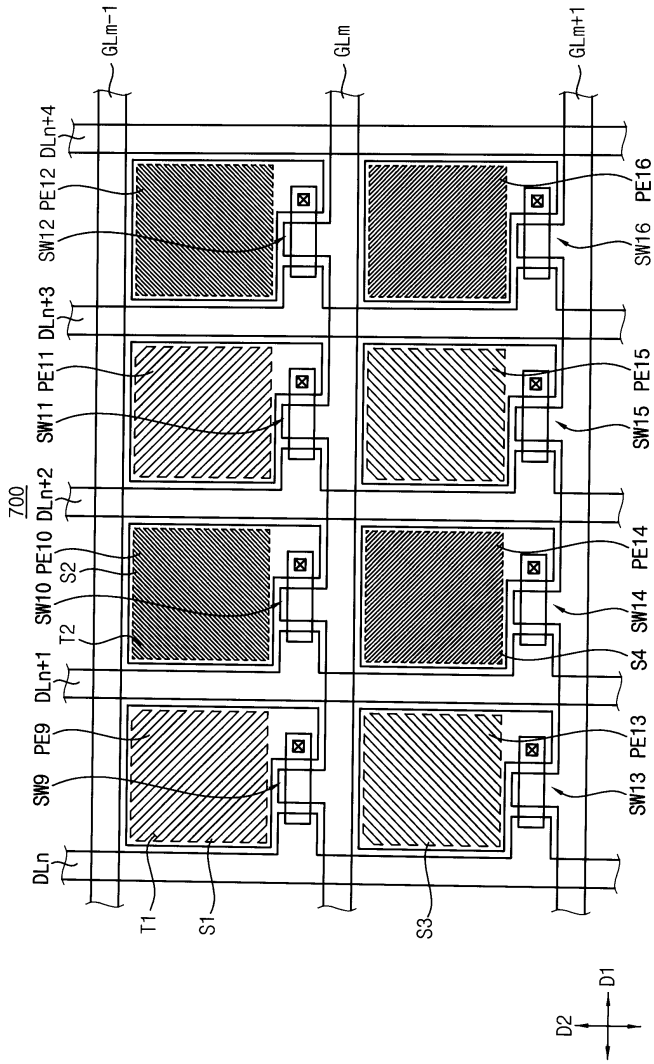 700
DLn
DLn+1
DLn+2
DLn+3
DLn+4
PE9
PE10
PE11
PE12
SW9
SW10
SW11
SW12
T2
S2
GLm-1
T1
S1
GLm
S3
GLm+1
SW13
PE13
S4
SW14
PE14
SW15
PE15
SW16
PE16
D2
D1